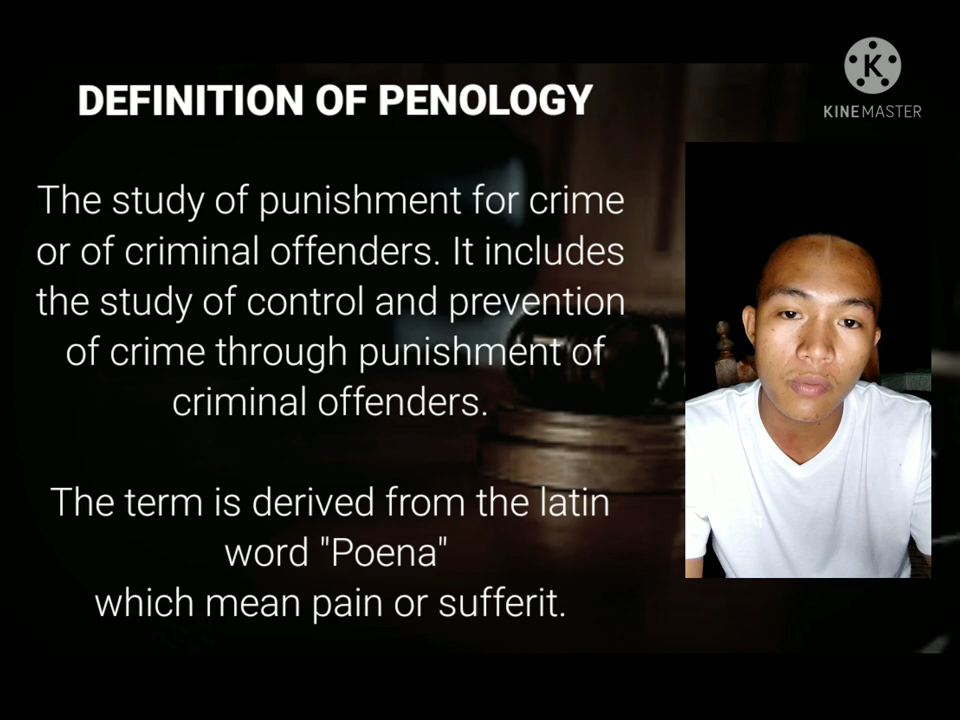 DEFINITION OF PENOLOGY
KINEMASTER
The study of punishment for crime
or of criminal offenders. It includes
the study of control and prevention
of crime through punishment of
criminal offenders.
The term is derived from the latin
word "Poena"
which mean pain or sufferit.